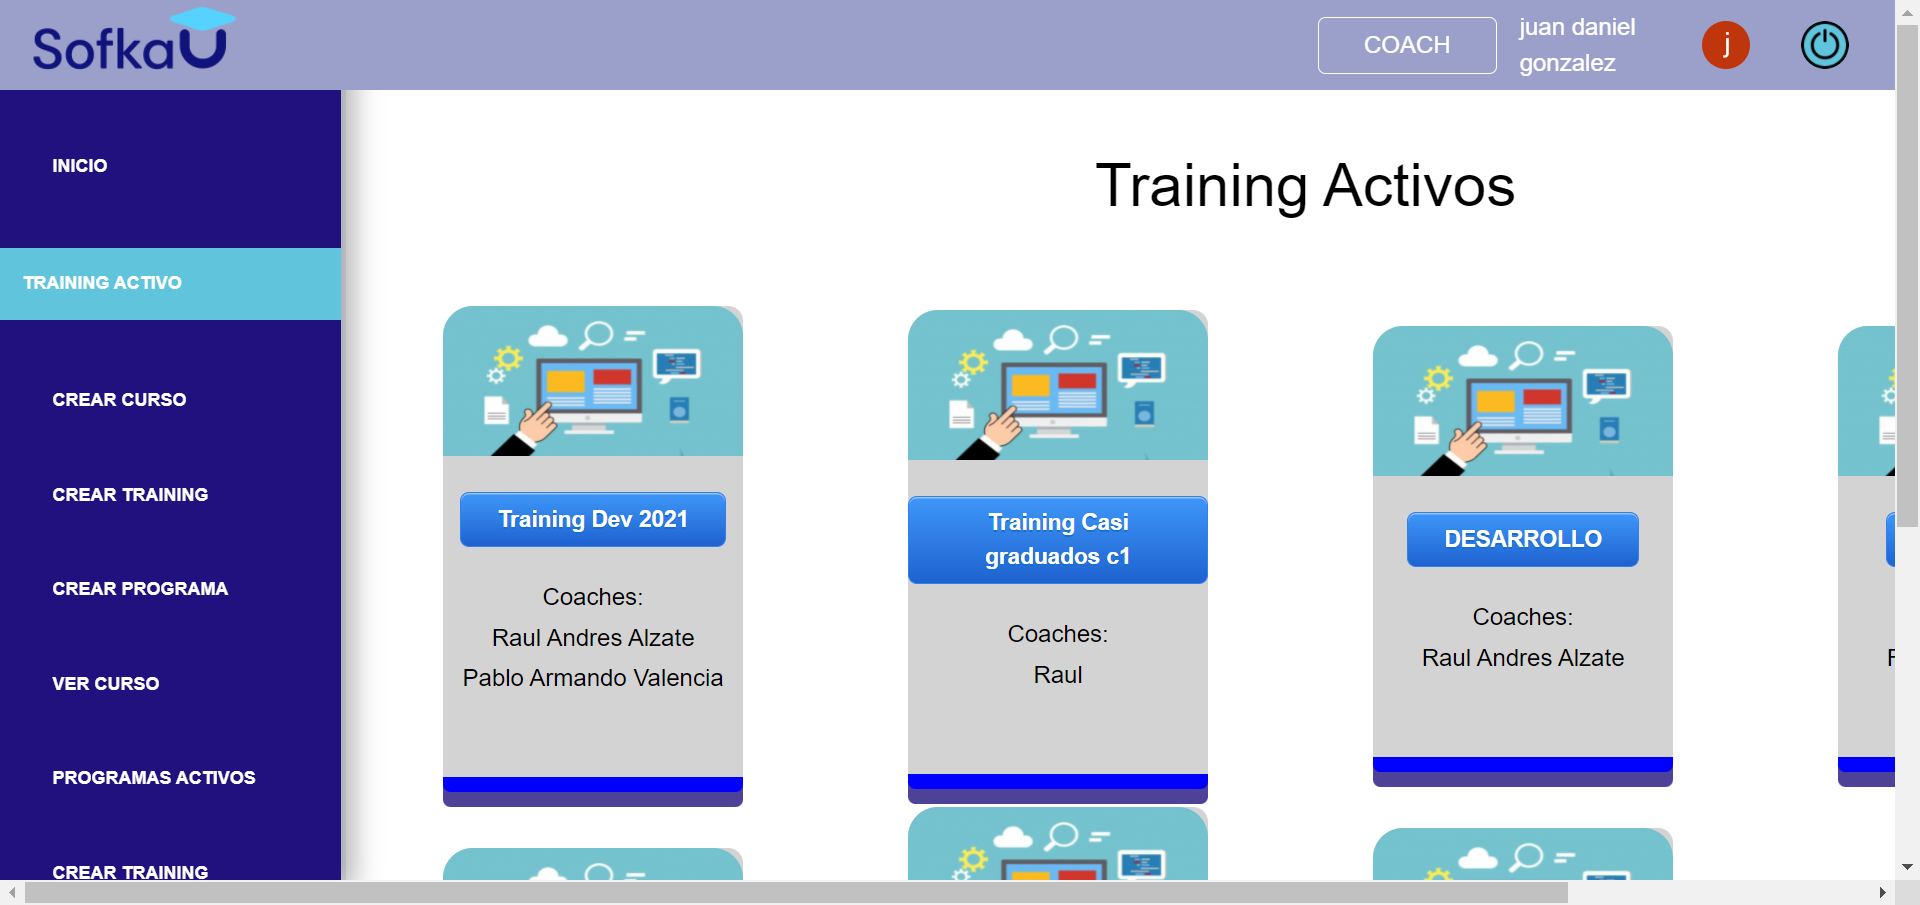 SofkaU
COACH
juan daniel
gonzalez
j
INICIO
TRAINING ACTIVO
CREAR CURSO
CREAR TRAINING
CREAR PROGRAMA
VER CURSO
PROGRAMAS ACTIVOS
CREAR TRAINING
Training Activos
Training Dev 2021
Coaches:
Raul Andres Alzate
Pablo Armando Valencia
Training Casi
graduados c1
Coaches:
Raul
DESARROLLO
Coaches:
Raul Andres Alzate